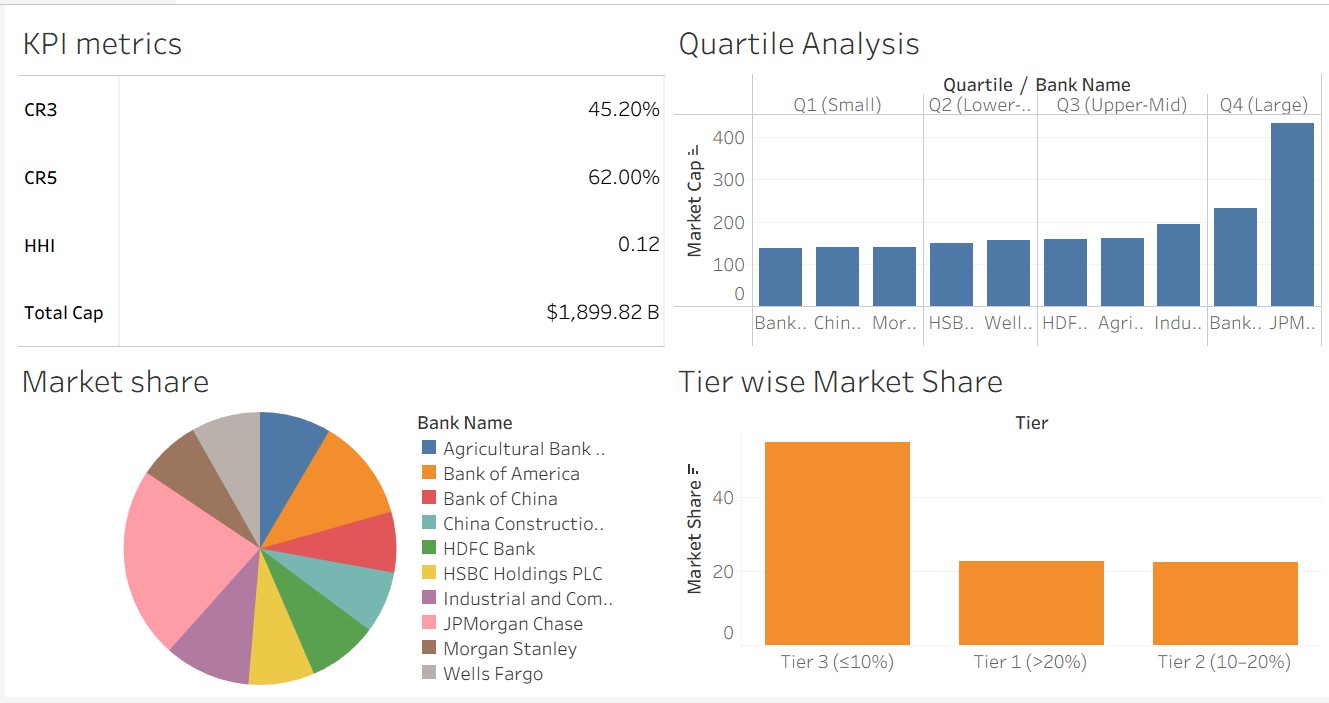 KPI metrics
CR3 45.20%
CR5 62.00%
HHI 0.12
Total Cap $1,899.82 B
Quartile Analysis
Quartile / Bank Name
Q1 (Small) Q2 (Lower-.. Q3 (Upper-Mid) Q4 (Large)
Market Cap
400
300
200
100
0
Bank.. Chin.. Mor.. HSB.. Well.. HDF.. Agri.. Indu.. Bank.. JPM..
Market share
Bank Name
Agricultural Bank ..
Bank of America
Bank of China
China Constructio..
HDFC Bank
HSBC Holdings PLC
Industrial and Com..
JPMorgan Chase
Morgan Stanley
Wells Fargo
Tier wise Market Share
Tier
Market Share
40
20
0
Tier 3 (≤10%) Tier 1 (>20%) Tier 2 (10–20%)